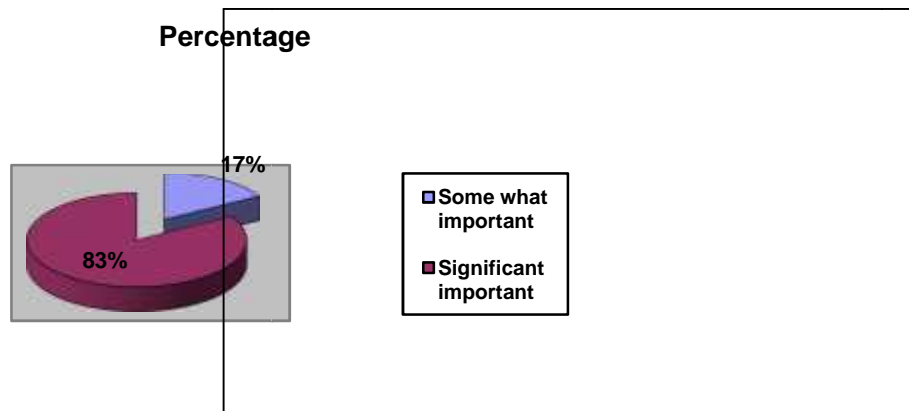 Percentage
17%
83%
Some what
important
Significant
important